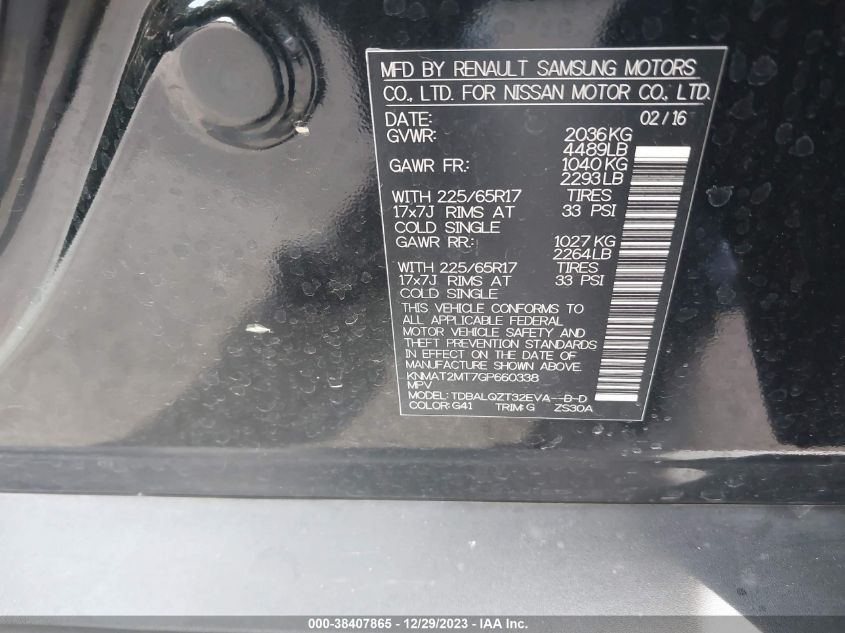 MFD BY RENAULT SAMSUNG MOTORS
CO., LTD. FOR NISSAN MOTOR CO., LTD.
DATE: 02/16
GVWR: 2036KG
4489LB
GAWR FR: 1040KG
2293LB
WITH 225/65R17 TIRES
17x7J RIMS AT 33 PSI
COLD SINGLE
GAWR RR: 1027KG
2264LB
WITH 225/65R17 TIRES
17x7J RIMS AT 33 PSI
COLD SINGLE
THIS VEHICLE CONFORMS TO
ALL APPLICABLE FEDERAL
MOTOR VEHICLE SAFETY AND
THEFT PREVENTION STANDARDS
IN EFFECT ON THE DATE OF
MANUFACTURE SHOWN ABOVE.
KNMAT2MT7GP660338
MPV
MODEL: TDBALQZT32EVA--B-D
COLOR: G41 TRIM: G ZS30A
000-38407865 - 12/29/2023 - IAA Inc.